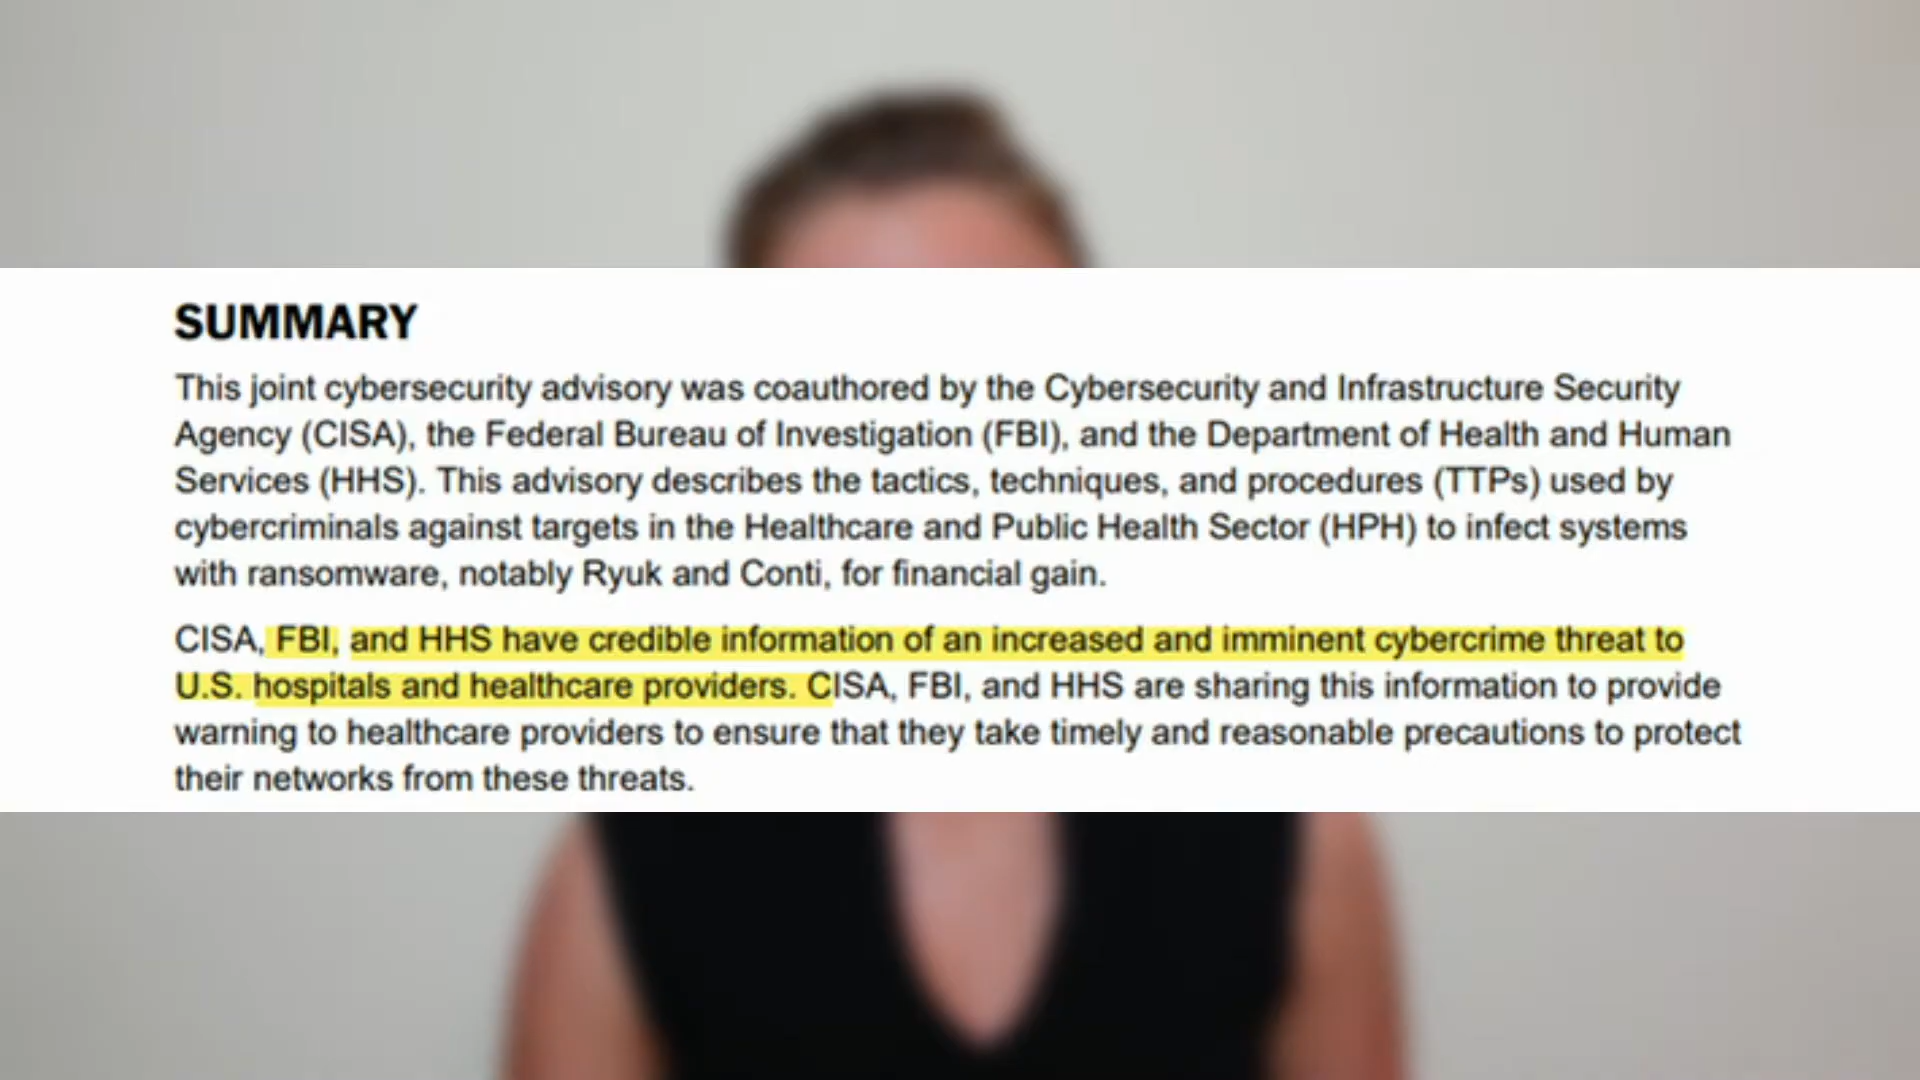 SUMMARY
This joint cybersecurity advisory was coauthored by the Cybersecurity and Infrastructure Security
Agency (CISA), the Federal Bureau of Investigation (FBI), and the Department of Health and Human
Services (HHS). This advisory describes the tactics, techniques, and procedures (TTPs) used by
cybercriminals against targets in the Healthcare and Public Health Sector (HPH) to infect systems
with ransomware, notably Ryuk and Conti, for financial gain.
CISA, FBI, and HHS have credible information of an increased and imminent cybercrime threat to
U.S. hospitals and healthcare providers. CISA, FBI, and HHS are sharing this information to provide
warning to healthcare providers to ensure that they take timely and reasonable precautions to protect
their networks from these threats.